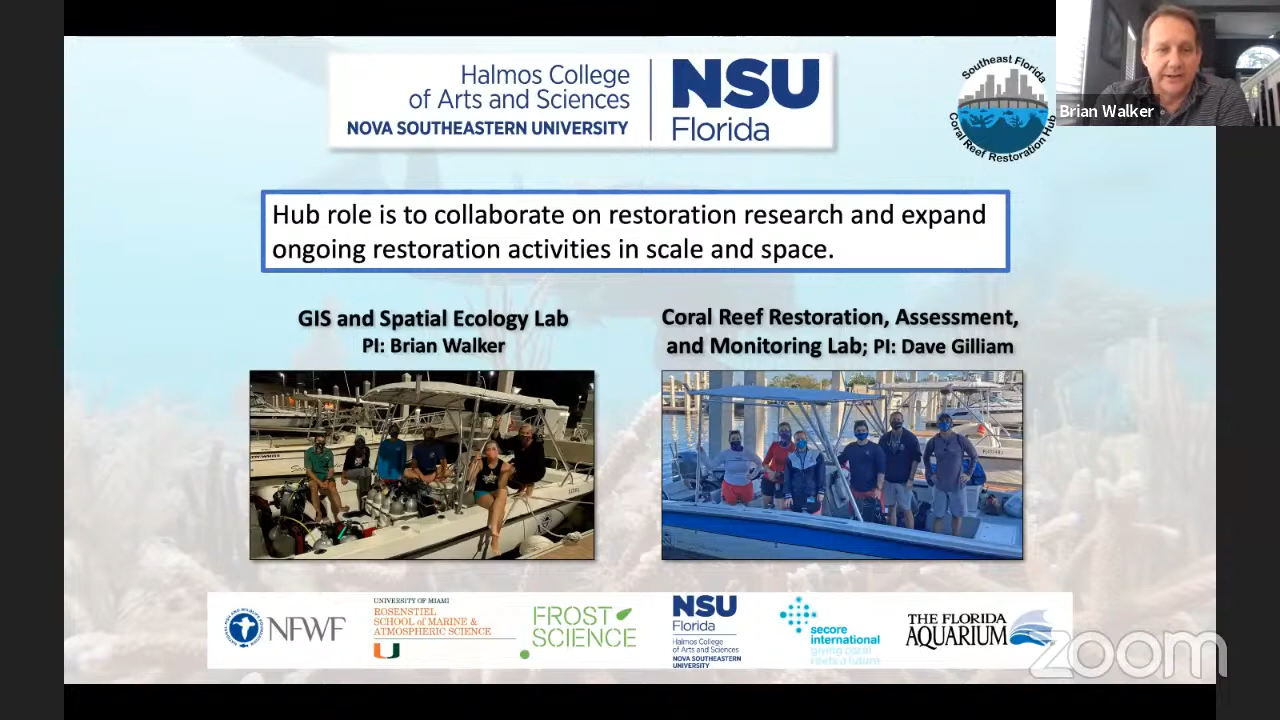 Halmos College
of Arts and Sciences
NOVA SOUTHEASTERN UNIVERSITY
NSU
Florida
Southeast Florida
Coral Reef Restoration Hub
Brian Walker
Hub role is to collaborate on restoration research and expand
ongoing restoration activities in scale and space.
GIS and Spatial Ecology Lab
PI: Brian Walker
Coral Reef Restoration, Assessment,
and Monitoring Lab; PI: Dave Gilliam
NFWF
UNIVERSITY OF MIAMI
ROSENSTIEL
SCHOOL of MARINE &
ATMOSPHERIC SCIENCE
FROST
SCIENCE
NSU
Florida
Halmos College
of Arts and Sciences
NOVA SOUTHEASTERN
UNIVERSITY
secore
international
giving coral
reefs a future
THE FLORIDA
AQUARIUM
zoom